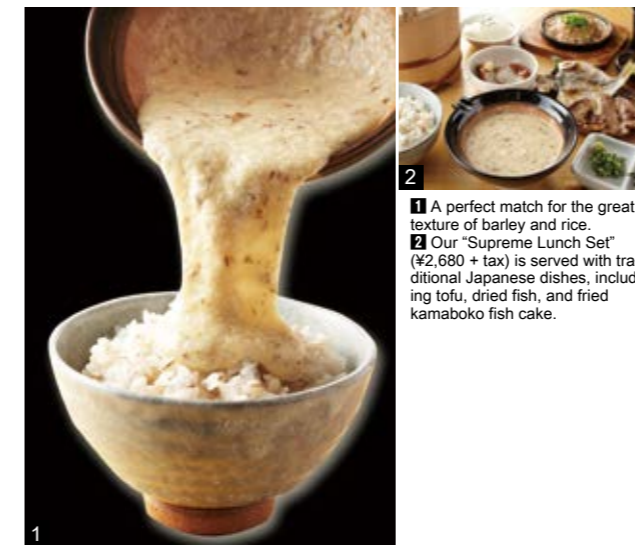 1
2
1 A perfect match for the great
texture of barley and rice.
2 Our “Supreme Lunch Set”
(¥2,680 + tax) is served with tra
ditional Japanese dishes, includ
ing tofu, dried fish, and fried
kamaboko fish cake.